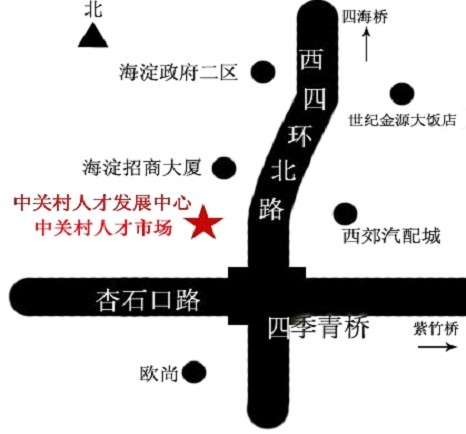 北
四海桥
海淀政府二区
西四环北路
世纪金源大饭店
海淀招商大厦
中关村人才发展中心
中关村人才市场
西郊汽配城
杏石口路
四季青桥
紫竹桥
欧尚